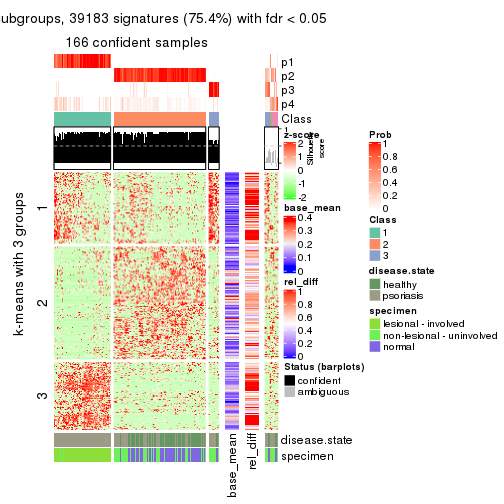 ubgroups, 39183 signatures (75.4%) with fdr < 0.05
166 confident samples
p1
p2
p3
p4
Class
Silhouette score
1
2
3
k-means with 3 groups
z-score
2
1
0
-1
-2
base_mean
0.4
0.3
0.2
0.1
0
rel_diff
1
0.8
0.6
0.4
0.2
0
Status (barplots)
confident
ambiguous
Prob
1
0.8
0.6
0.4
0.2
0
Class
1
2
3
disease.state
healthy
psoriasis
specimen
lesional - involved
non-lesional - uninvolved
normal
disease.state
specimen
base_mean
rel_diff